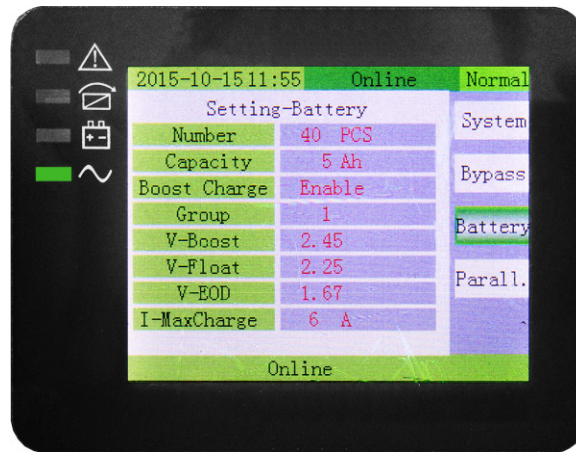 2015-10-15 11:55 Online Normal
Setting-Battery
System
Number 40 PCS
Capacity 5 Ah
Bypass
Boost Charge Enable
Group 1
Battery
V-Boost 2.45
V-Float 2.25
Parall.
V-EOD 1.67
I-MaxCharge 6 A
Online